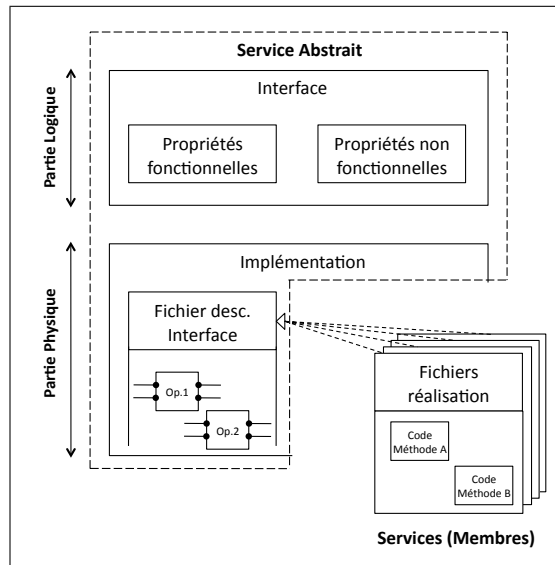 Service Abstrait
Partie Logique
Interface
Propriétés
fonctionnelles
Propriétés non
fonctionnelles
Partie Physique
Implémentation
Fichier desc.
Interface
Op.1
Op.2
Fichiers
réalisation
Code
Méthode A
Code
Méthode B
Services (Membres)